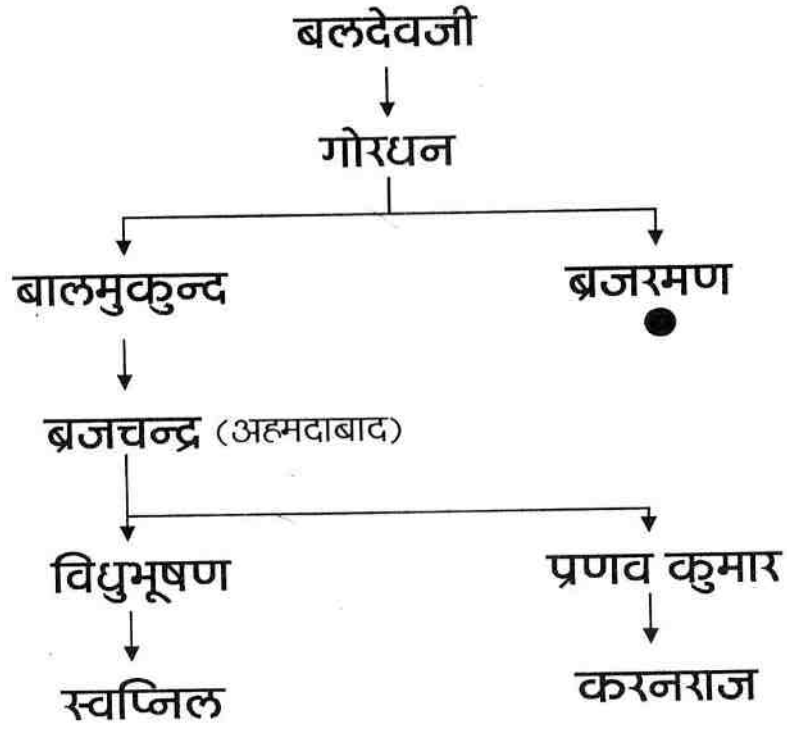 बलदेवजी
गोरधन
बालमुकुन्द
ब्रजरमण
ब्रजचन्द्र (अहमदाबाद)
विधुभूषण
प्रणव कुमार
स्वप्निल
करनराज